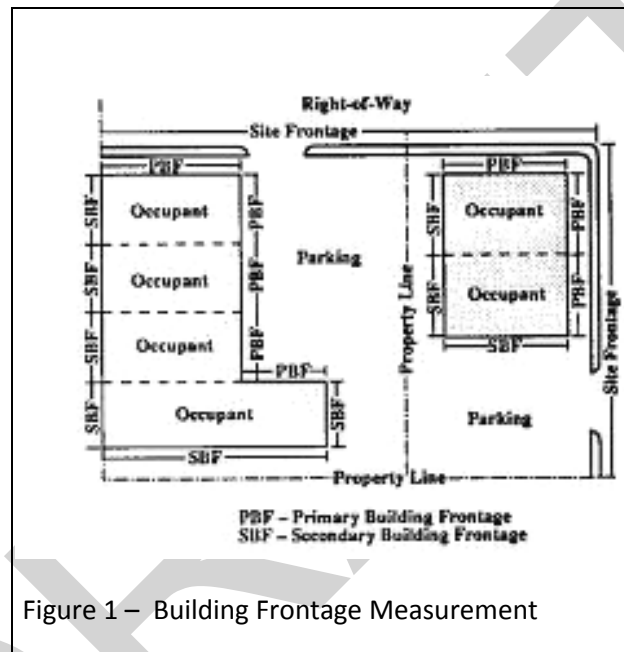 Right-of-Way
Site Frontage
PBF
PBF
SBF
Occupant
PBF
SBF
Occupant
PBF
Parking
SBF
Occupant
PBF
Property Line
SBF
Occupant
PBF
SBF
Occupant
PBF
SBF
Site Frontage
PBF
SBF
Occupant
SBF
Parking
SBF
Property Line
PBF – Primary Building Frontage
SBF – Secondary Building Frontage
Figure 1 – Building Frontage Measurement